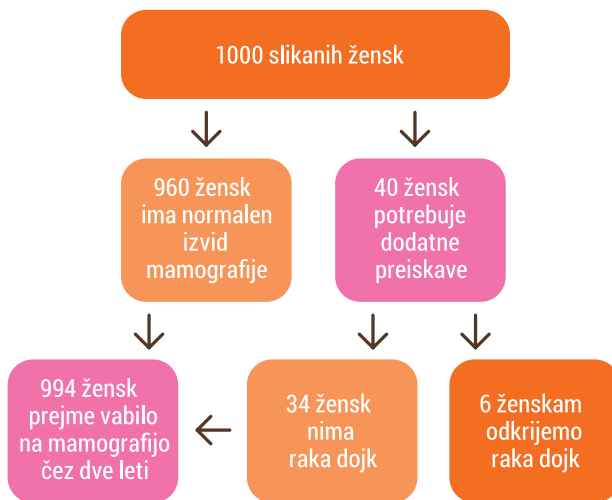 1000 slikanih žensk
960 žensk
ima normalen
izvid
mamografije
40 žensk
potrebuje
dodatne
preiskave
994 žensk
prejme vabilo
na mamografijo
čez dve leti
34 žensk
nima
raka dojk
6 ženskam
odkrijemo
raka dojk